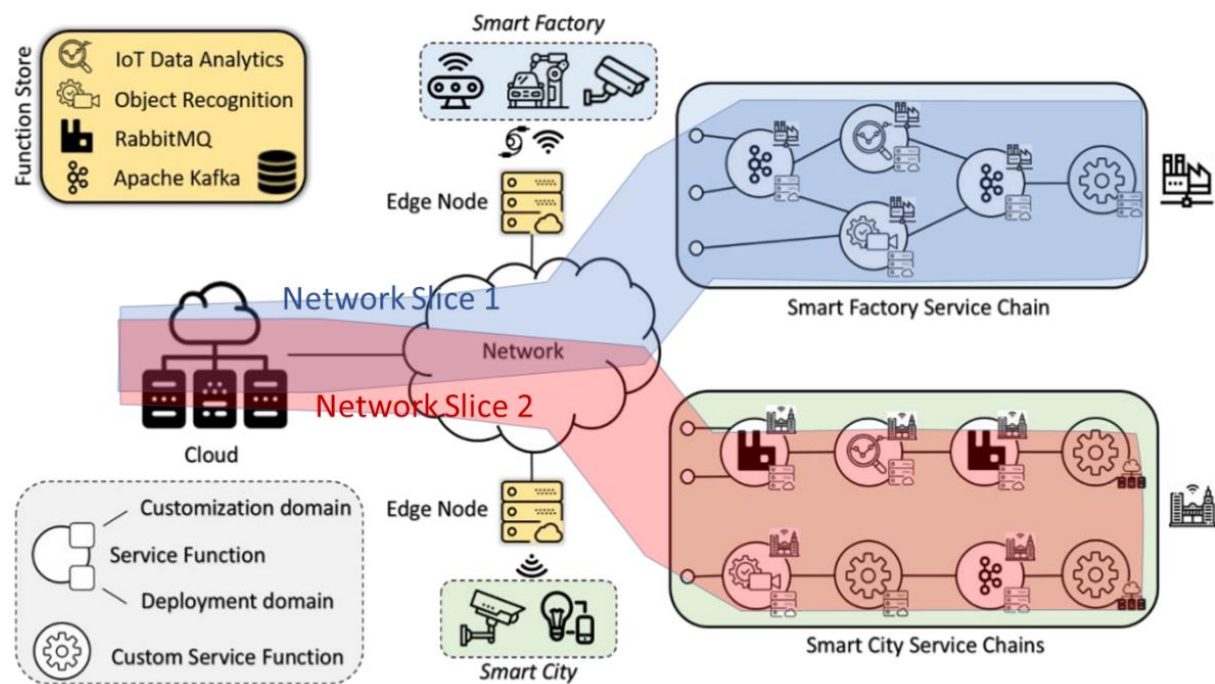 Smart Factory
Function Store
IoT Data Analytics
Object Recognition
RabbitMQ
Apache Kafka
Edge Node
Network Slice 1
Smart Factory Service Chain
Network
Network Slice 2
Cloud
Edge Node
Customization domain
Service Function
Deployment domain
Custom Service Function
Smart City
Smart City Service Chains